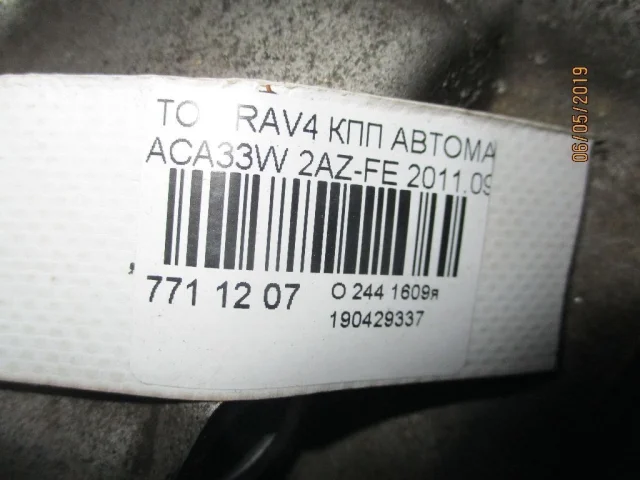 TO RAV4 КПП АВТОМА
ACA33W 2AZ-FE 2011.09
771 12 07
О 244 1609я
190429337
06/05/2019